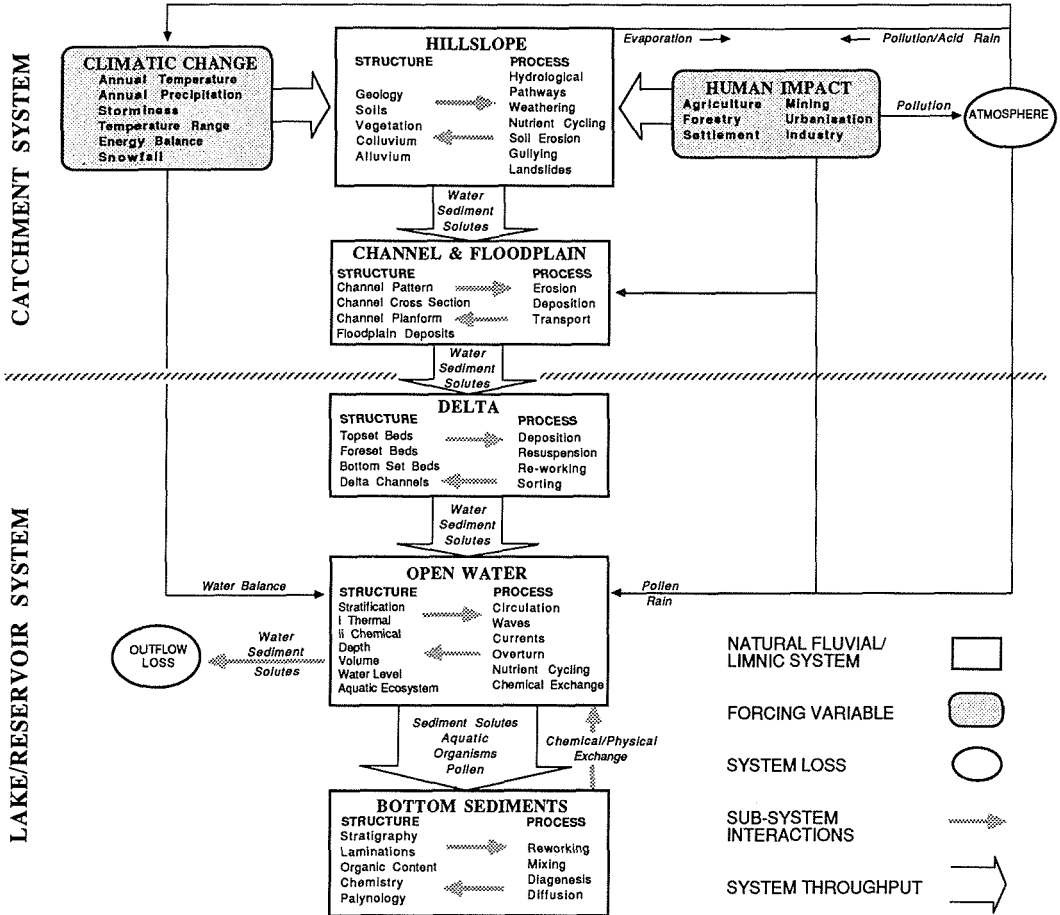 CATCHMENT SYSTEM
LAKE/RESERVOIR SYSTEM
CLIMATIC CHANGE
Annual Temperature
Annual Precipitation
Storminess
Temperature Range
Energy Balance
Snowfall
HILLSLOPE
STRUCTURE
Geology
Soils
Vegetation
Colluvium
Alluvium
PROCESS
Hydrological
Pathways
Weathering
Nutrient Cycling
Soil Erosion
Gullying
Landslides
Evaporation
Pollution/Acid
Rain
HUMAN IMPACT
Agriculture Mining
Forestry Urbanisation
Settlement Industry
Pollution
ATMOSPHERE
Water
Sediment
Solutes
CHANNEL & FLOODPLAIN
STRUCTURE
Channel Pattern
Channel Cross Section
Channel Planform
Floodplain Deposits
PROCESS
Erosion
Deposition
Transport
Water
Sediment
Solutes
DELTA
STRUCTURE
Topset Beds
Foreset Beds
Bottom Set Beds
Delta Channels
PROCESS
Deposition
Resuspension
Re-working
Sorting
Water
Sediment
Solutes
OPEN WATER
STRUCTURE
Stratification
i Thermal
ii Chemical
Depth
Volume
Water Level
Aquatic Ecosystem
PROCESS
Circulation
Waves
Currents
Overturn
Nutrient Cycling
Chemical Exchange
Water Balance
Pollen
Rain
OUTFLOW
LOSS
Water
Sediment
Solutes
Sediment Solutes
Aquatic
Organisms
Pollen
Chemical/Physical
Exchange
BOTTOM SEDIMENTS
STRUCTURE
Stratigraphy
Laminations
Organic Content
Chemistry
Palynology
PROCESS
Reworking
Mixing
Diagenesis
Diffusion
NATURAL FLUVIAL/
LIMNIC SYSTEM
FORCING VARIABLE
SYSTEM LOSS
SUB-SYSTEM
INTERACTIONS
SYSTEM THROUGHPUT